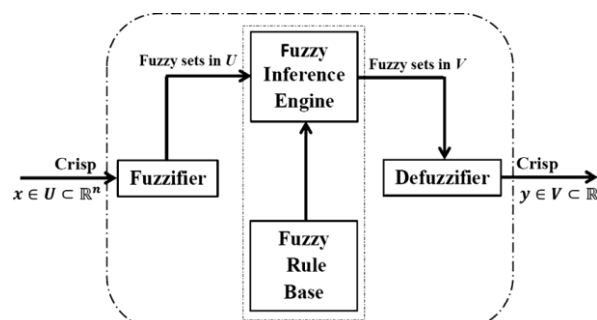 Fuzzy sets in U
Fuzzy
Inference
Engine
Fuzzy sets in V
Crisp
x ∈ U ⊂ ℝⁿ
Fuzzifier
Defuzzifier
Crisp
y ∈ V ⊂ ℝ
Fuzzy
Rule
Base